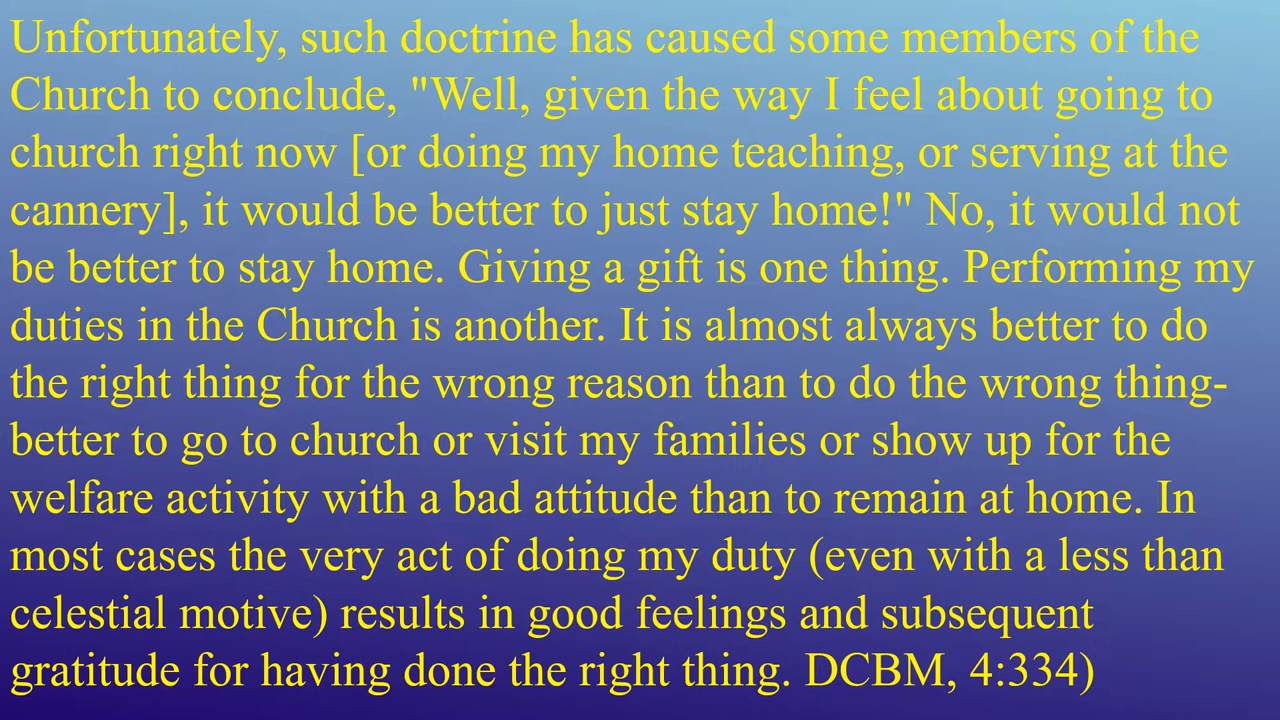 Unfortunately, such doctrine has caused some members of the
Church to conclude, "Well, given the way I feel about going to
church right now [or doing my home teaching, or serving at the
cannery], it would be better to just stay home!" No, it would not
be better to stay home. Giving a gift is one thing. Performing my
duties in the Church is another. It is almost always better to do
the right thing for the wrong reason than to do the wrong thing-
better to go to church or visit my families or show up for the
welfare activity with a bad attitude than to remain at home. In
most cases the very act of doing my duty (even with a less than
celestial motive) results in good feelings and subsequent
gratitude for having done the right thing. DCBM, 4:334)